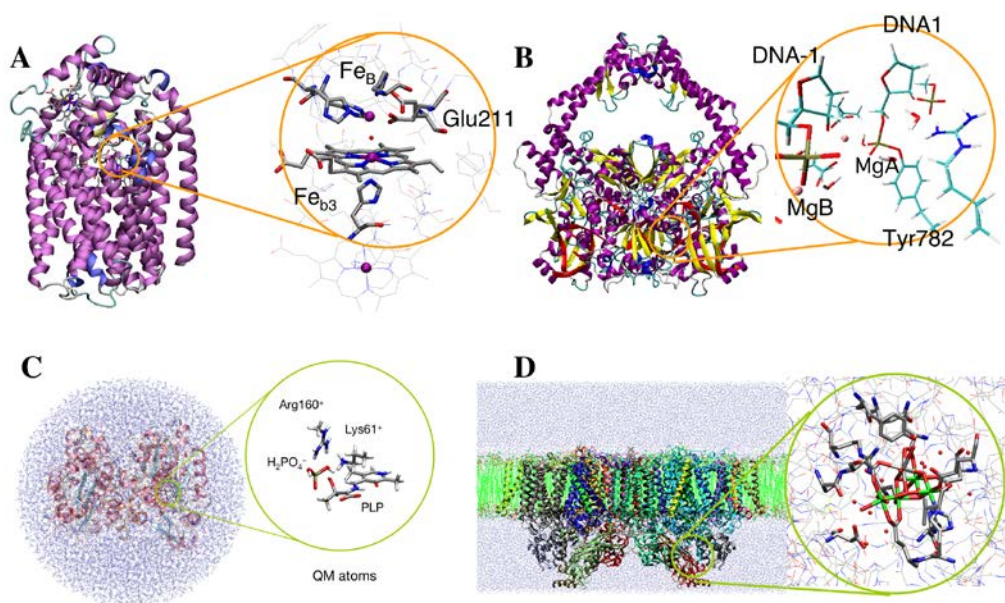 A
Fe_B
Glu211
Fe_b3
B
DNA1
DNA-1
MgA
MgB
Tyr782
C
Arg160⁺
Lys61⁺
H₂PO₄⁻
PLP
QM atoms
D